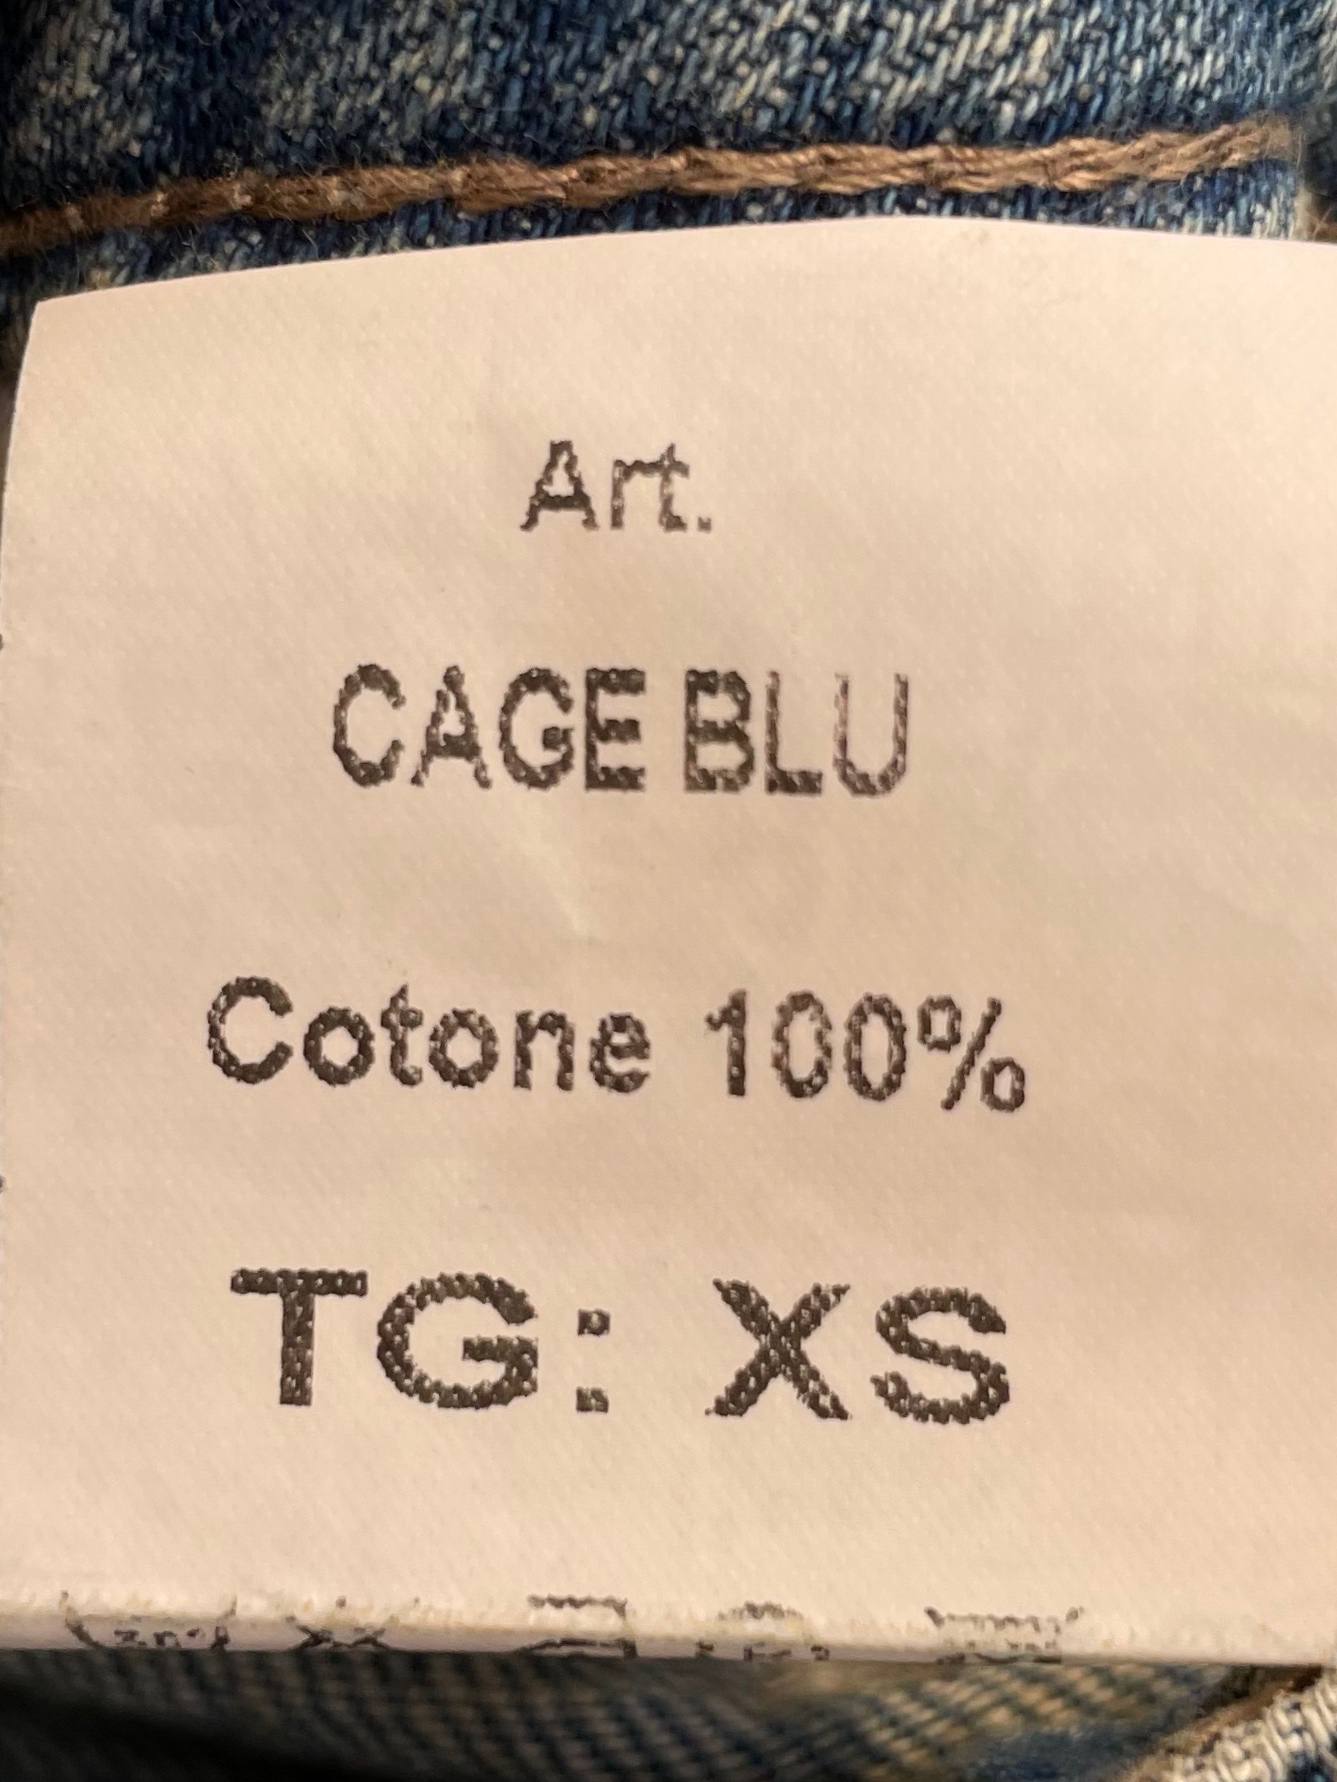 Art.
CAGE BLU
Cotone 100%
TG: XS